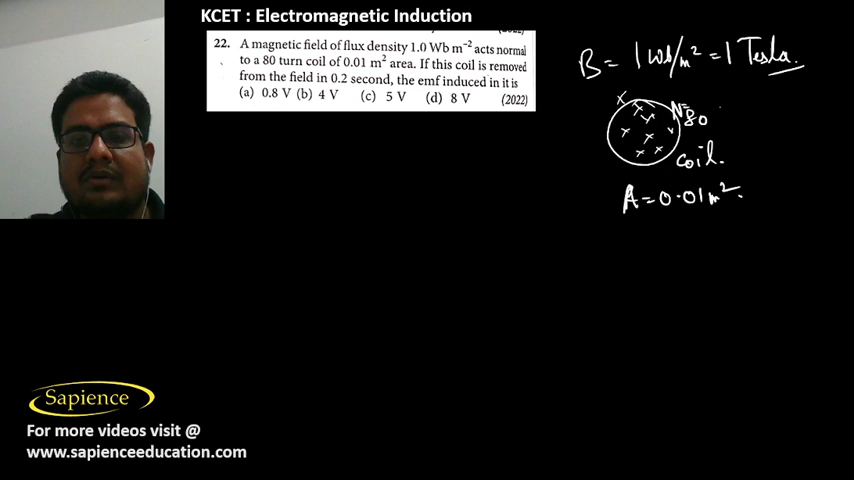 KCET : Electromagnetic Induction
22. A magnetic field of flux density 1.0 Wb m⁻² acts normal
to a 80 turn coil of 0.01 m² area. If this coil is removed
from the field in 0.2 second, the emf induced in it is
(a) 0.8 V (b) 4 V (c) 5 V (d) 8 V (2022)
B = 1 Wb/m² = 1 Tesla.
N=80
coil.
A = 0.01 m².
Sapience
For more videos visit @
www.sapienceeducation.com